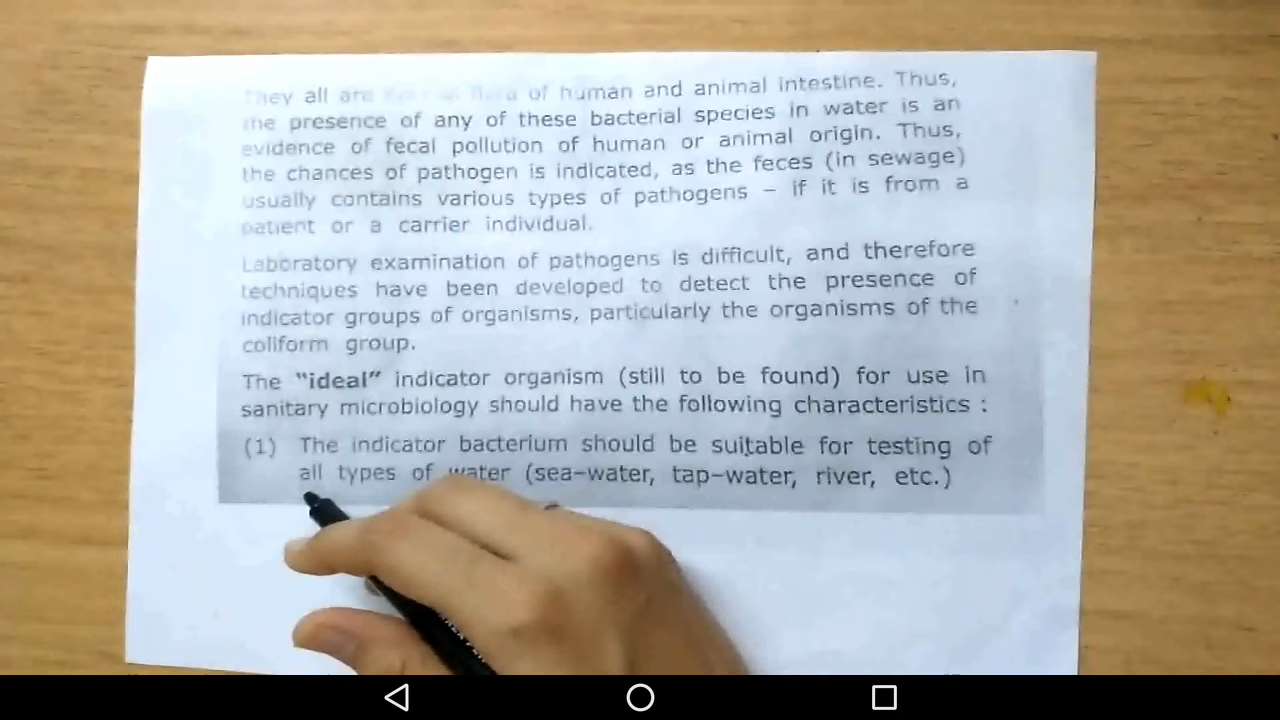 They all are normal flora of human and animal intestine. Thus,
the presence of any of these bacterial species in water is an
evidence of fecal pollution of human or animal origin. Thus,
the chances of pathogen is indicated, as the feces (in sewage)
usually contains various types of pathogens – if it is from a
patient or a carrier individual.
Laboratory examination of pathogens is difficult, and therefore
techniques have been developed to detect the presence of
indicator groups of organisms, particularly the organisms of the
coliform group.
The "ideal" indicator organism (still to be found) for use in
sanitary microbiology should have the following characteristics :
(1) The indicator bacterium should be suitable for testing of
all types of water (sea–water, tap–water, river, etc.)